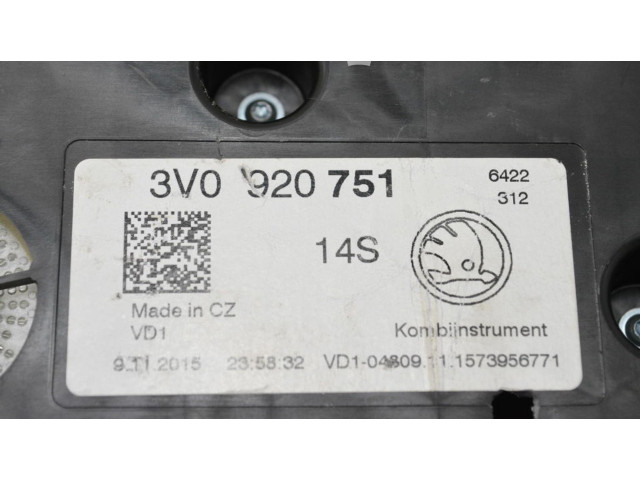 3V0 920 751
6422
312
14S
Made in CZ
VD1
Kombiinstrument
9.11.2015 23:58:32 VD1-04809.11.1573956771